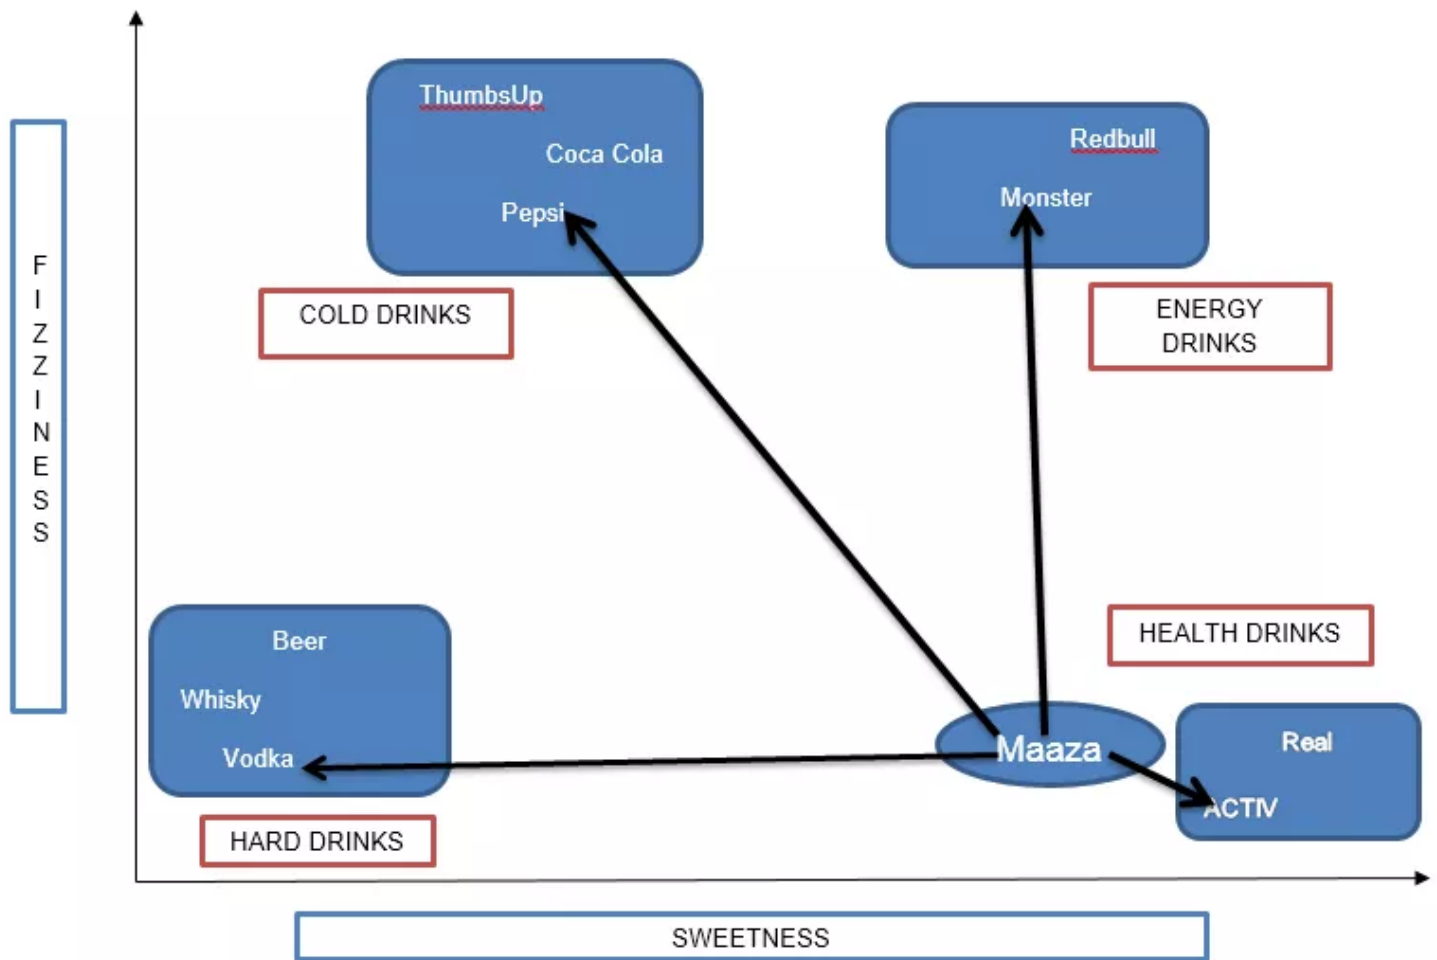 ThumbsUp
Coca Cola
Pepsi
Redbull
Monster
COLD DRINKS
ENERGY
DRINKS
FIZZINESS
Beer
Whisky
Vodka
HARD DRINKS
HEALTH DRINKS
Maaza
Real
ACTIV
SWEETNESS